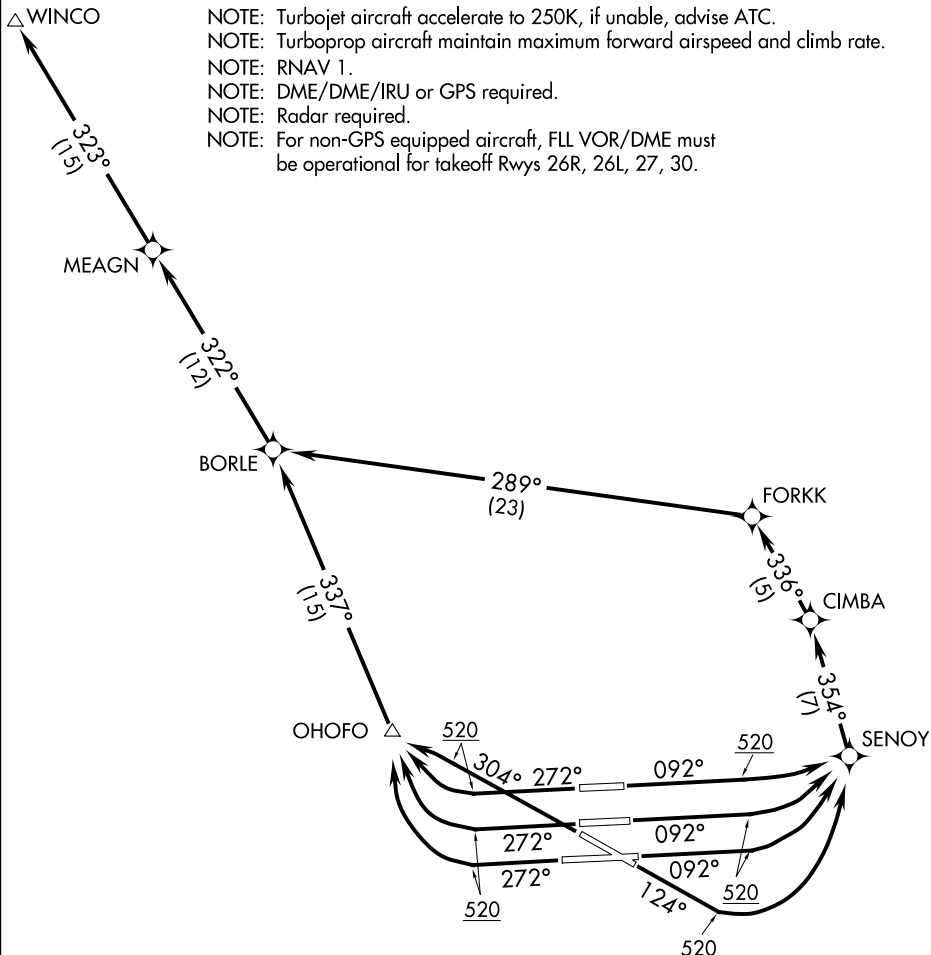 WINCO
NOTE: Turbojet aircraft accelerate to 250K, if unable, advise ATC.
NOTE: Turboprop aircraft maintain maximum forward airspeed and climb rate.
NOTE: RNAV 1.
NOTE: DME/DME/IRU or GPS required.
NOTE: Radar required.
NOTE: For non-GPS equipped aircraft, FLL VOR/DME must
be operational for takeoff Rwys 26R, 26L, 27, 30.
323°
(15)
MEAGN
322°
(12)
BORLE
289°
(23)
FORKK
336°
(5)
CIMBA
337°
(15)
354°
(7)
OHOFO
520
520
SENOY
304°
272°
092°
272°
092°
272°
092°
520
520
124°
520